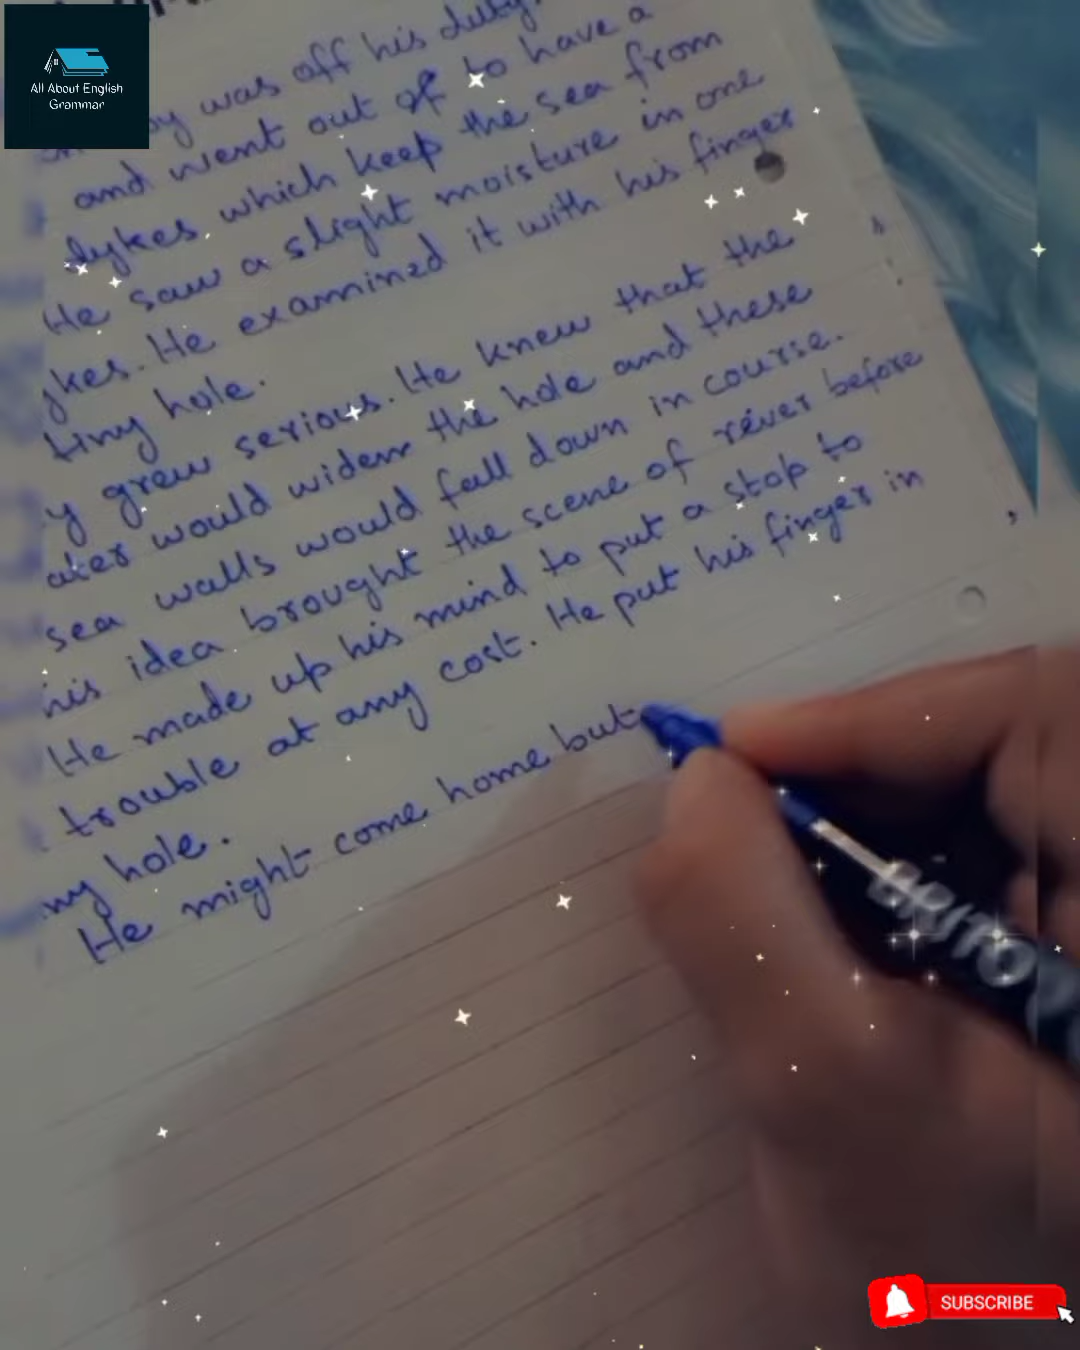 All About English
Grammar
was off his duty.
and went out of to have a
dykes which keep the sea from
He saw a slight moisture in one
kes. He examined it with his finger
tiny hole.
y grew serious. He knew that the
ater would widen the hole and these
sea walls would fall down in course.
his idea brought the scene of river before
He made up his mind to put a stop to
trouble at any cost. He put his finger in
ny hole.
He might come home but
SUBSCRIBE